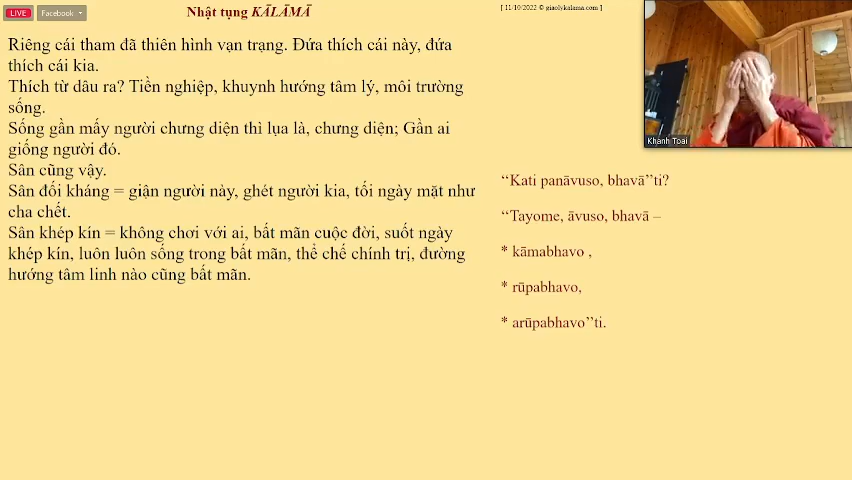 LIVE
Facebook
Nhật tụng KĀLĀMĀ
[ 11/10/2022 © giaolykalama.com ]
Riêng cái tham đã thiên hình vạn trạng. Đứa thích cái này, đứa
thích cái kia.
Thích từ dâu ra? Tiền nghiệp, khuynh hướng tâm lý, môi trường
sống.
Sống gần mấy người chưng diện thì lụa là, chưng diện; Gần ai
giống người đó.
Sân cũng vậy.
Sân đối kháng = giận người này, ghét người kia, tối ngày mặt như
cha chết.
Sân khép kín = không chơi với ai, bất mãn cuộc đời, suốt ngày
khép kín, luôn luôn sống trong bất mãn, thể chế chính trị, đường
hướng tâm linh nào cũng bất mãn.
Khanh Toai
“Kati panāvuso, bhavā”ti?
“Tayome, āvuso, bhavā –
* kāmabhavo ,
* rūpabhavo,
* arūpabhavo”ti.